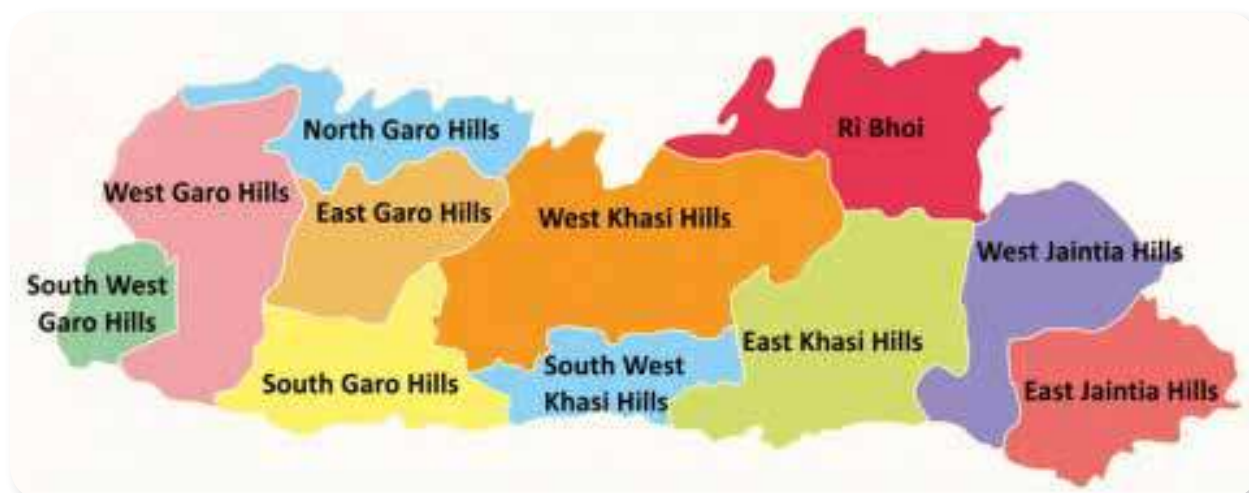 Ri Bhoi
North Garo Hills
West Garo Hills
East Garo Hills
West Khasi Hills
West Jaintia Hills
South West
Garo Hills
East Khasi Hills
South West
Khasi Hills
South Garo Hills
East Jaintia Hills